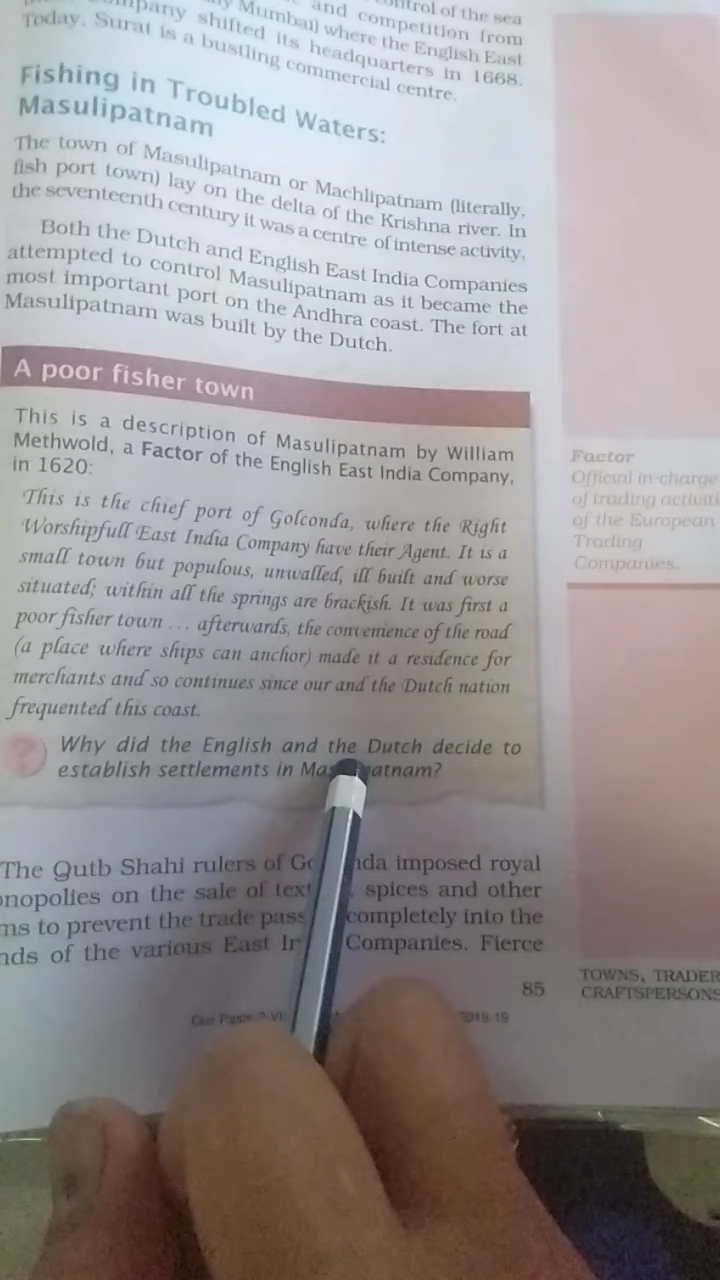 control of the sea
and competition from
Mumbai) where the English East
Company shifted its headquarters in 1668.
Today, Surat is a bustling commercial centre.
Fishing in Troubled Waters:
Masulipatnam
The town of Masulipatnam or Machlipatnam (literally,
fish port town) lay on the delta of the Krishna river. In
the seventeenth century it was a centre of intense activity.
Both the Dutch and English East India Companies
attempted to control Masulipatnam as it became the
most important port on the Andhra coast. The fort at
Masulipatnam was built by the Dutch.
A poor fisher town
This is a description of Masulipatnam by William
Methwold, a Factor of the English East India Company,
in 1620:
This is the chief port of Golconda, where the Right
Worshipfull East India Company have their Agent. It is a
small town but populous, unwalled, ill built and worse
situated; within all the springs are brackish. It was first a
poor fisher town ... afterwards, the convenience of the road
(a place where ships can anchor) made it a residence for
merchants and so continues since our and the Dutch nation
frequented this coast.
? Why did the English and the Dutch decide to
establish settlements in Mas patnam?
The Qutb Shahi rulers of Go nda imposed royal
nopolies on the sale of text spices and other
ms to prevent the trade pass completely into the
nds of the various East In Companies. Fierce
85
2018-19
Factor
Official in-charge
of trading activiti
of the European
Trading
Companies.
TOWNS, TRADER
CRAFTSPERSONS